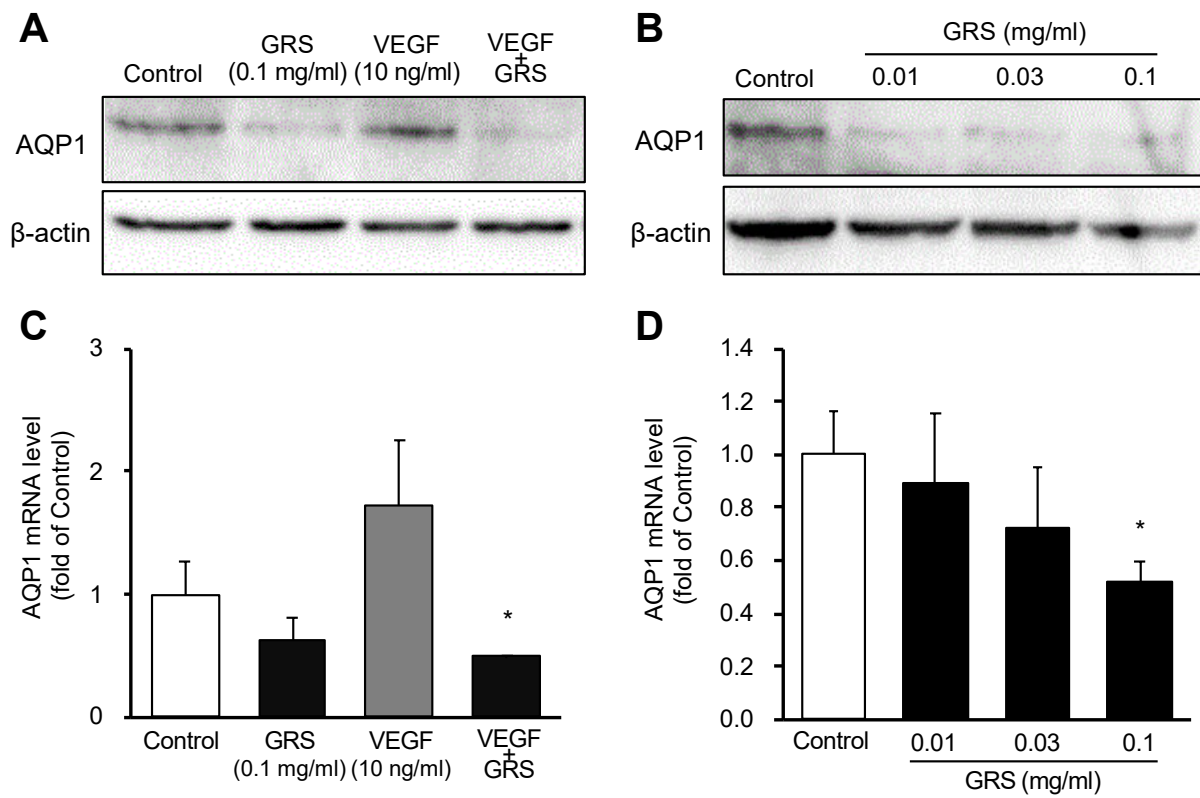 A
Control
GRS
(0.1 mg/ml)
VEGF
(10 ng/ml)
VEGF
+
GRS
AQP1
β-actin
B
GRS (mg/ml)
Control
0.01
0.03
0.1
AQP1
β-actin
C
AQP1 mRNA level
(fold of Control)
3
2
1
0
*
Control
GRS
(0.1 mg/ml)
VEGF
(10 ng/ml)
VEGF
+
GRS
D
AQP1 mRNA level
(fold of Control)
1.4
1.2
1.0
0.8
0.6
0.4
0.2
0.0
*
Control
0.01
0.03
0.1
GRS (mg/ml)